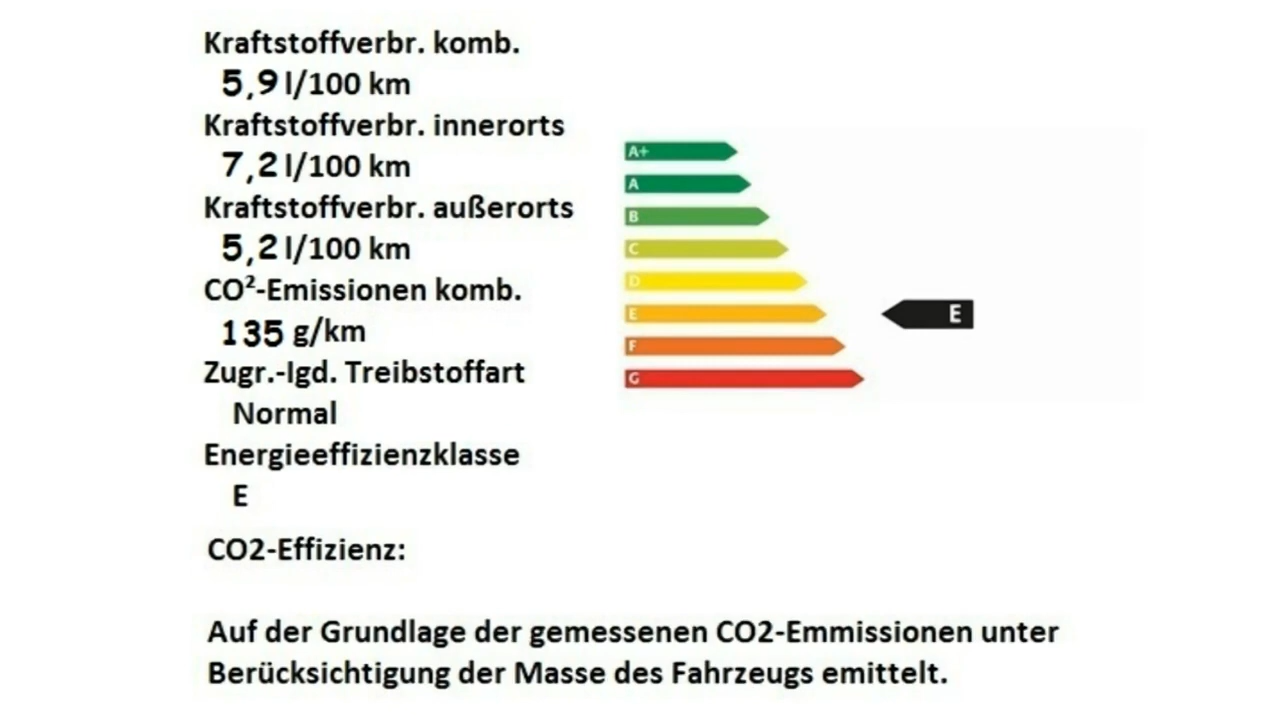 Kraftstoffverbr. komb.
5,9 l/100 km
Kraftstoffverbr. innerorts
7,2 l/100 km
Kraftstoffverbr. außerorts
5,2 l/100 km
CO²-Emissionen komb.
135 g/km
Zugr.-lgd. Treibstoffart
Normal
Energieeffizienzklasse
E
A+
A
B
C
D
E
E
F
G
CO2-Effizienz:
Auf der Grundlage der gemessenen CO2-Emmissionen unter
Berücksichtigung der Masse des Fahrzeugs emittelt.